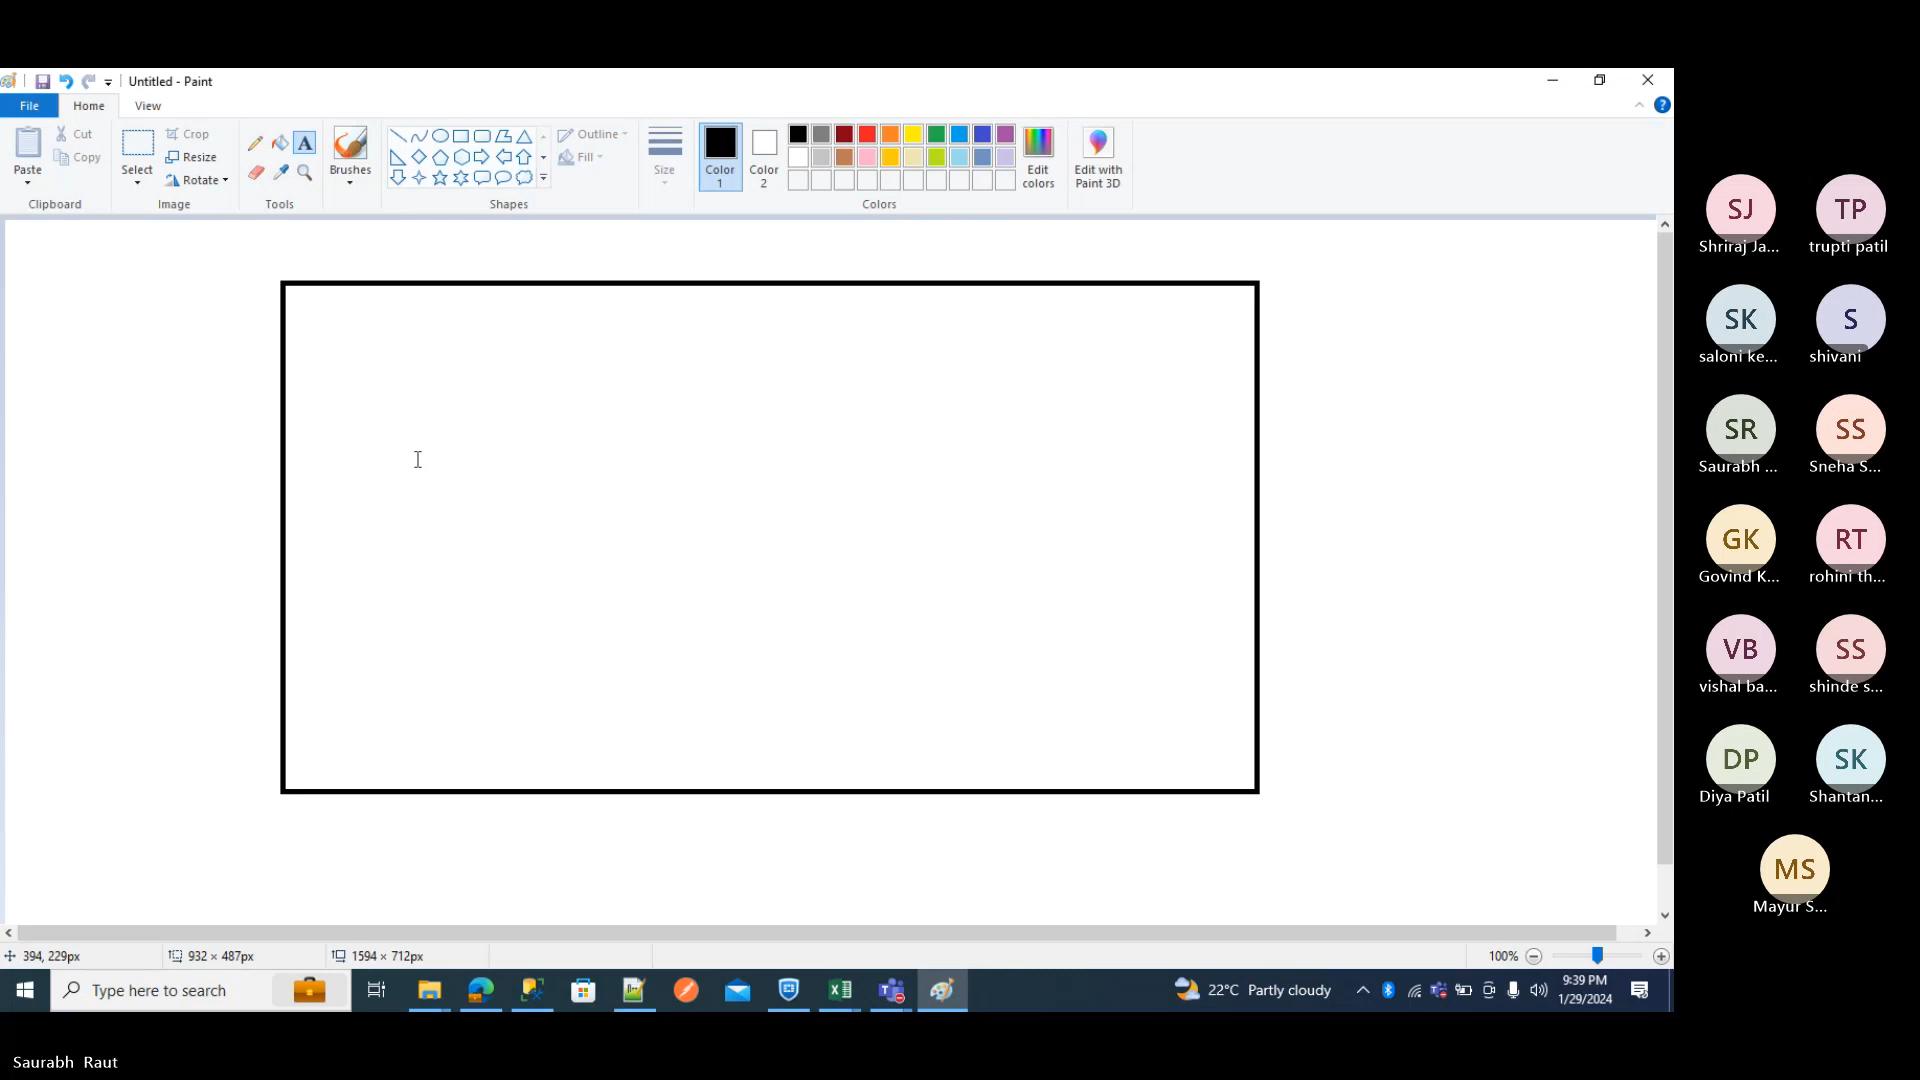 Untitled - Paint
File Home View
Paste
Cut
Copy
Clipboard
Select
Crop
Resize
Rotate
Image
A
Tools
Brushes
Shapes
Outline
Fill
Size
Color 1
Color 2
Edit colors
Colors
Edit with Paint 3D
?
SJ
Shriraj Ja...
TP
trupti patil
SK
saloni ke...
S
shivani
SR
Saurabh ...
SS
Sneha S...
GK
Govind K...
RT
rohini th...
VB
vishal ba...
SS
shinde s...
DP
Diya Patil
SK
Shantan...
MS
Mayur S...
394, 229px
932 × 487px
1594 × 712px
100%
Type here to search
22°C Partly cloudy
9:39 PM
1/29/2024
Saurabh Raut